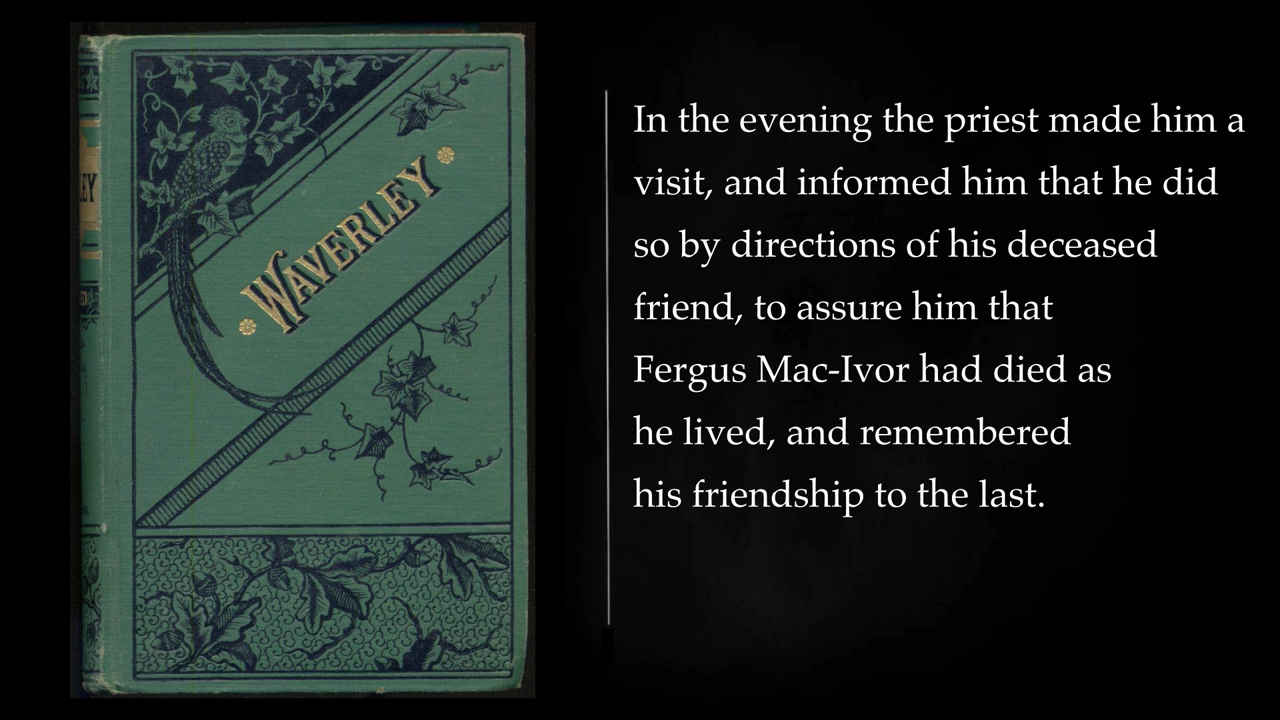 WAVERLEY
In the evening the priest made him a
visit, and informed him that he did
so by directions of his deceased
friend, to assure him that
Fergus Mac-Ivor had died as
he lived, and remembered
his friendship to the last.